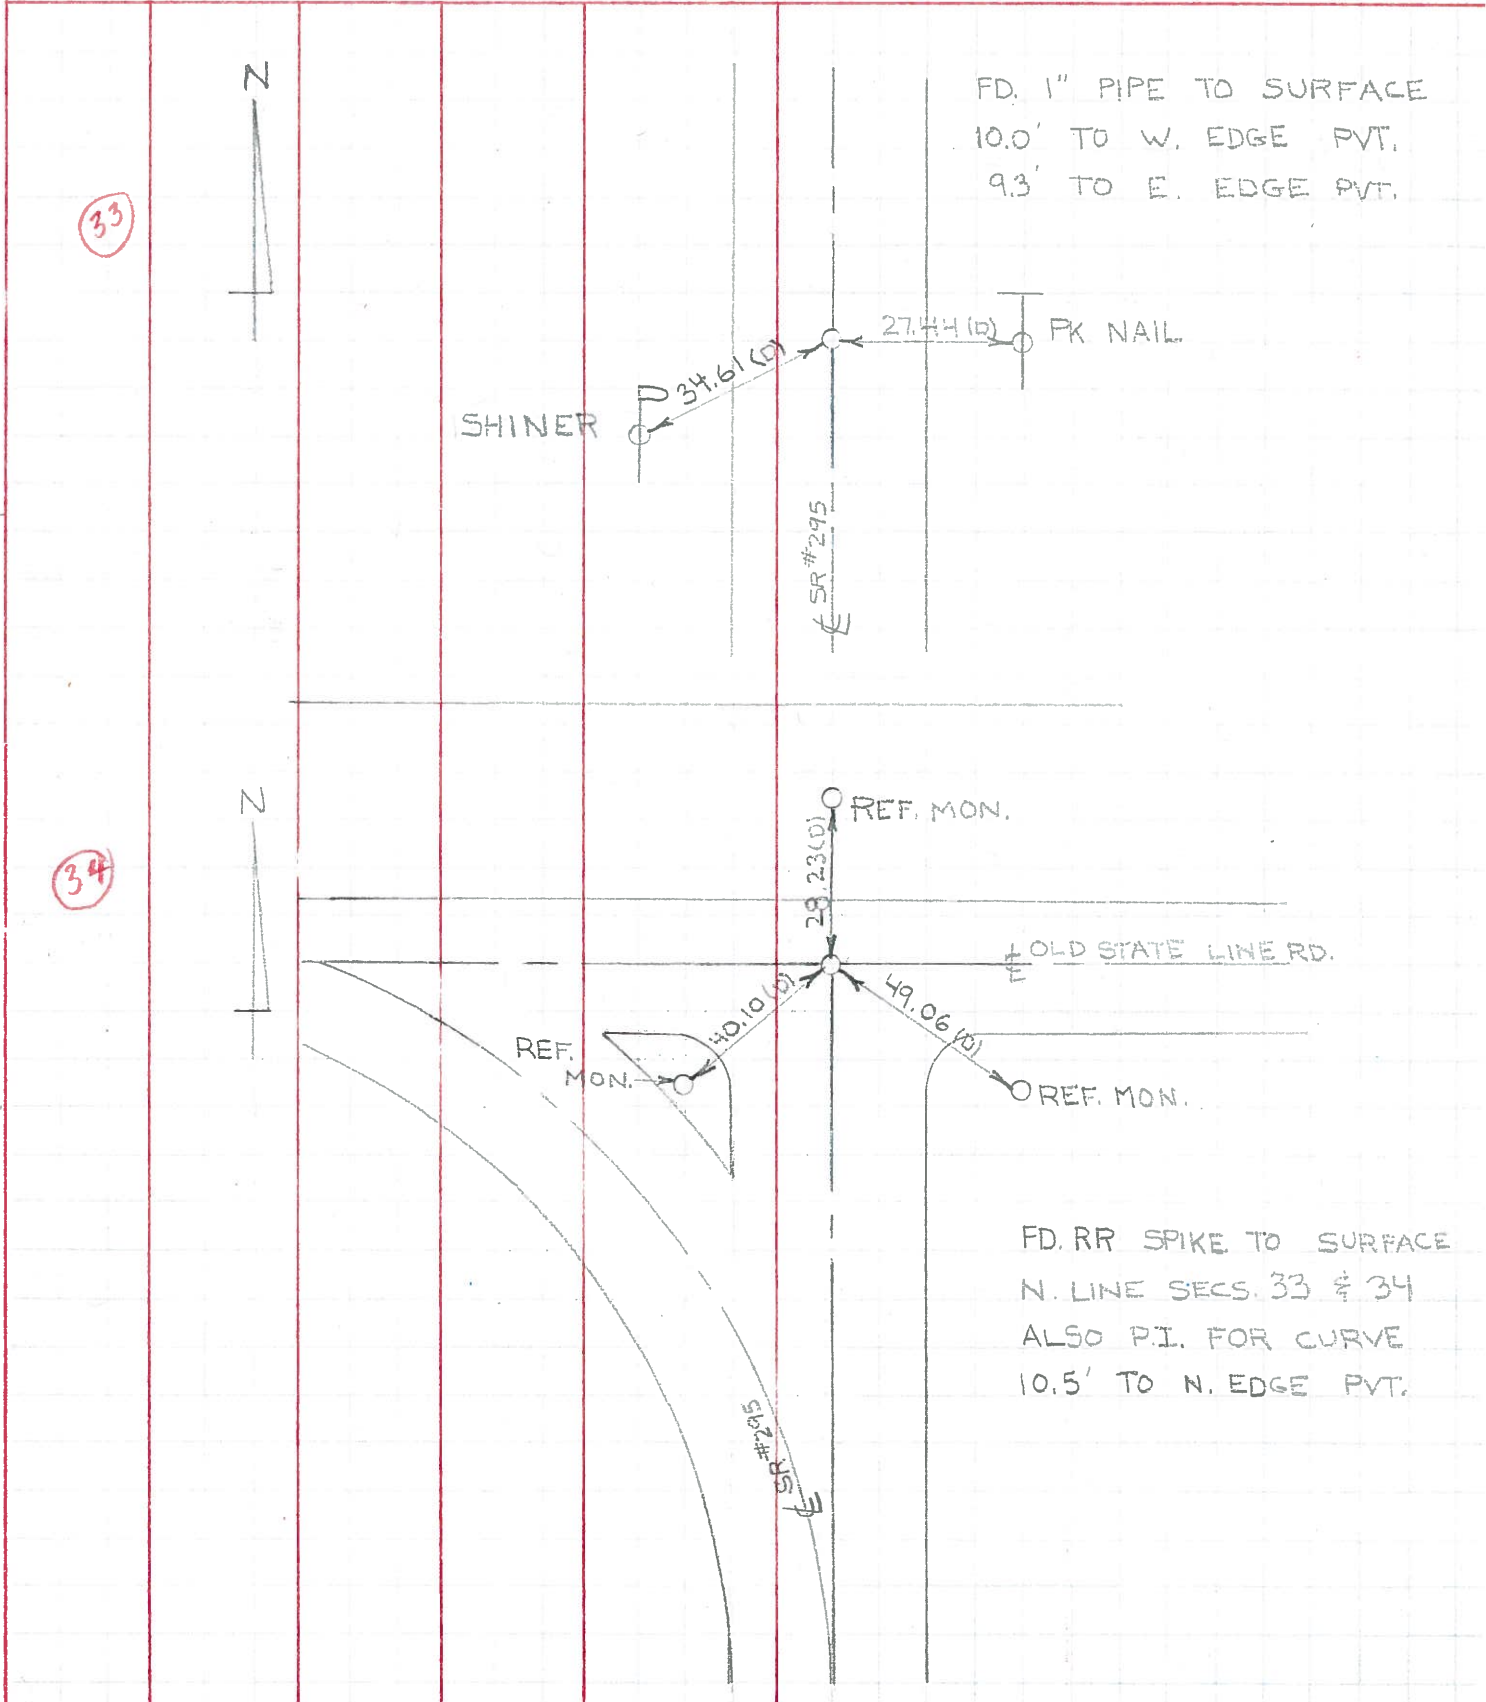 N
FD. 1" PIPE TO SURFACE
10.0' TO W. EDGE PVT.
9.3' TO E. EDGE PVT.
33
27.44 (D)
PK NAIL
34.61 (D)
SHINER
℄ SR #295
N
REF. MON.
28.23 (D)
34
℄ OLD STATE LINE RD.
40.10 (D)
49.06 (D)
REF.
MON.
REF. MON.
FD. RR SPIKE TO SURFACE
N. LINE SECS. 33 & 34
ALSO P.I. FOR CURVE
10.5' TO N. EDGE PVT.
℄ SR. #295